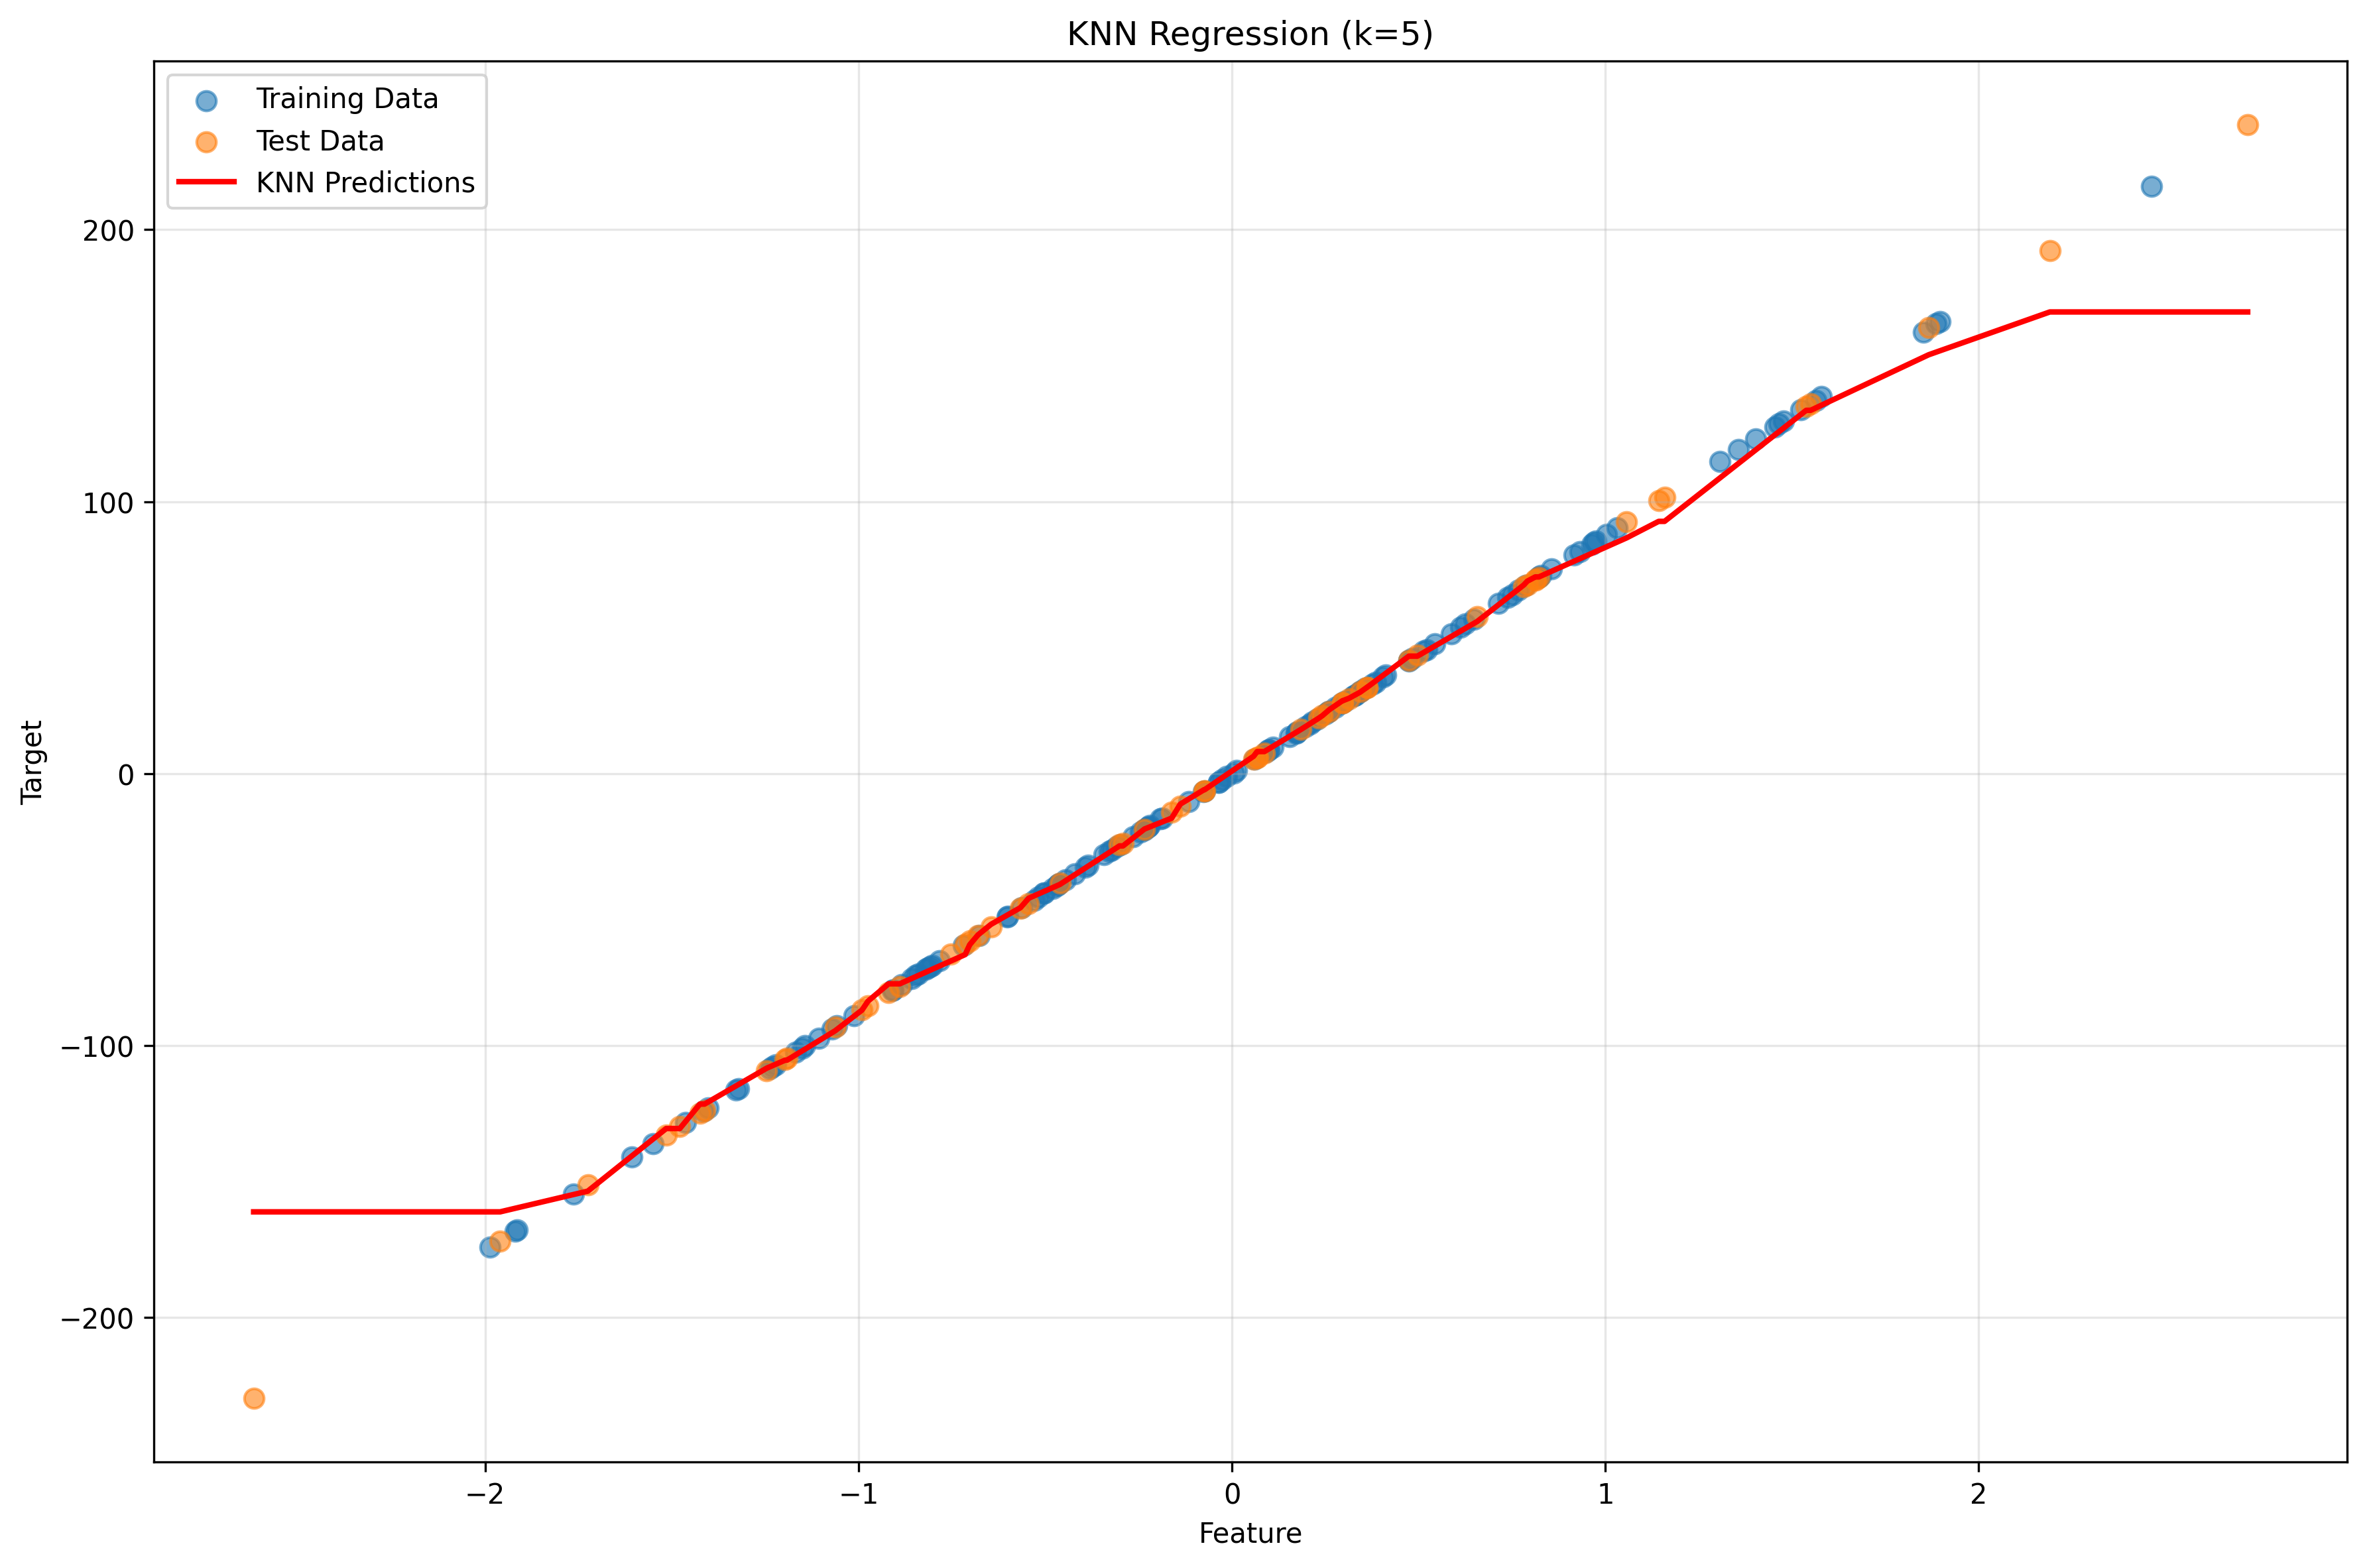 KNN Regression (k=5)
Training Data
Test Data
KNN Predictions
200
100
0
−100
−200
Target
−2
−1
0
1
2
Feature